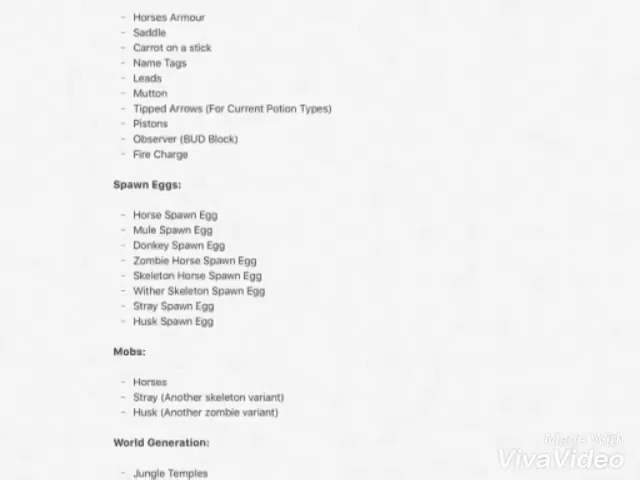 - Horses Armour
- Saddle
- Carrot on a stick
- Name Tags
- Leads
- Mutton
- Tipped Arrows (For Current Potion Types)
- Pistons
- Observer (BUD Block)
- Fire Charge
Spawn Eggs:
- Horse Spawn Egg
- Mule Spawn Egg
- Donkey Spawn Egg
- Zombie Horse Spawn Egg
- Skeleton Horse Spawn Egg
- Wither Skeleton Spawn Egg
- Stray Spawn Egg
- Husk Spawn Egg
Mobs:
- Horses
- Stray (Another skeleton variant)
- Husk (Another zombie variant)
World Generation:
- Jungle Temples
Made With
VivaVideo